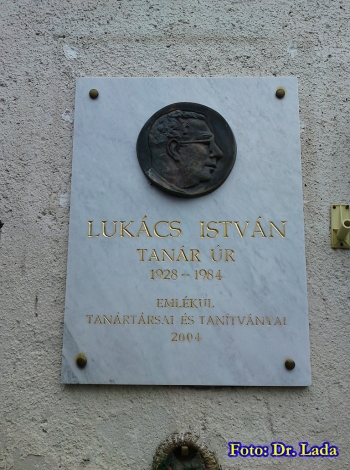 LUKÁCS ISTVÁN
TANÁR ÚR
1928 - 1984
EMLÉKÜL
TANÁRTÁRSAI ÉS TANÍTVÁNYAI
2004
Foto: Dr. Lada